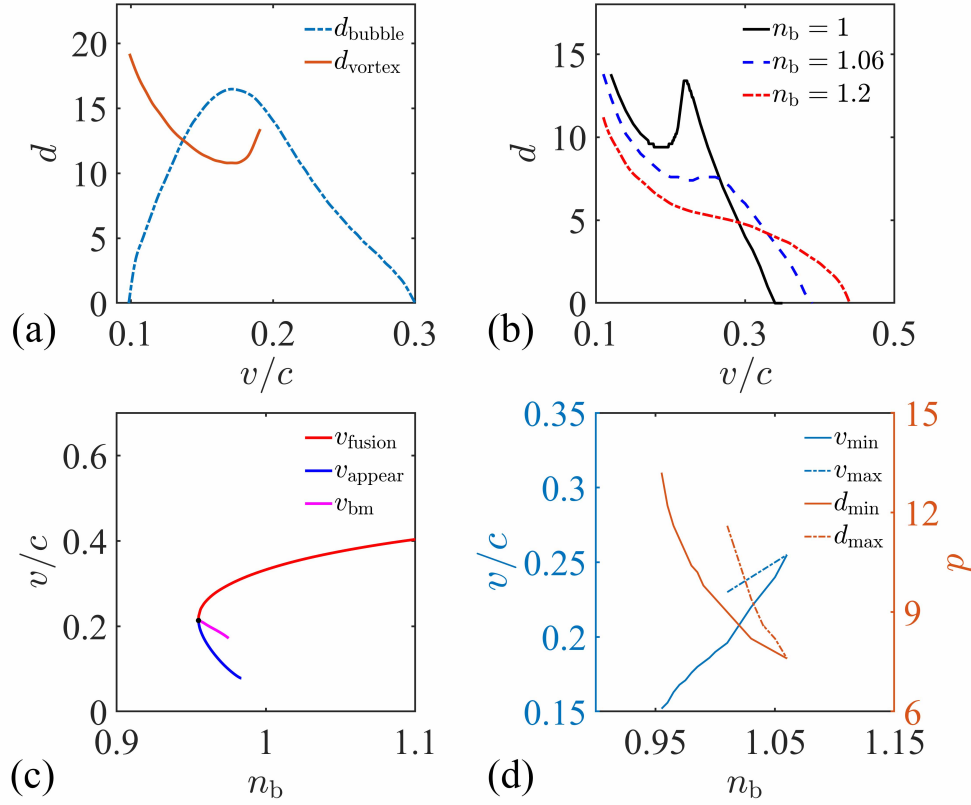 20
15
10
5
0
d
d_bubble
d_vortex
0.1
0.2
0.3
v/c
(a)
15
10
5
0
d
n_b = 1
n_b = 1.06
n_b = 1.2
0.1
0.3
0.5
v/c
(b)
0.6
0.4
0.2
0
v/c
v_fusion
v_appear
v_bm
0.9
1
1.1
n_b
(c)
0.35
0.3
0.25
0.2
0.15
v/c
v_min
v_max
d_min
d_max
15
12
9
6
d
0.95
1.05
1.15
n_b
(d)